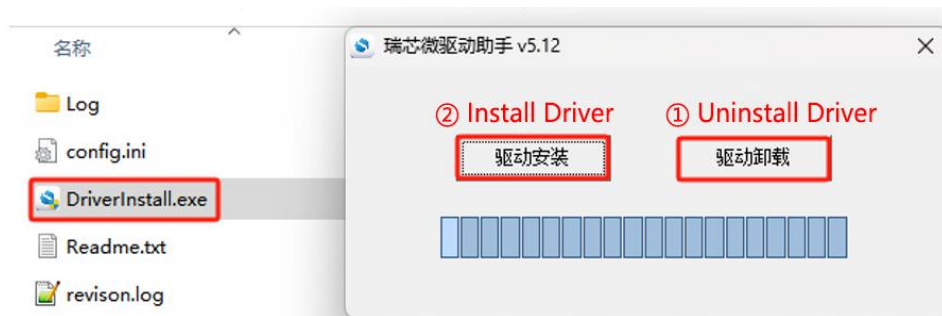 名称
Log
config.ini
DriverInstall.exe
Readme.txt
revison.log
瑞芯微驱动助手 v5.12
② Install Driver
① Uninstall Driver
驱动安装
驱动卸载